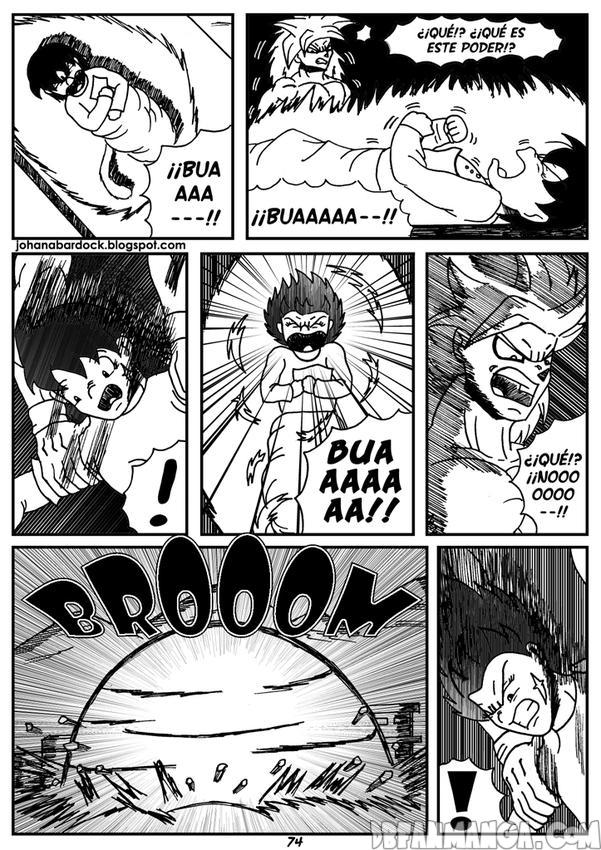 ¿¡QUÉ!? ¿¡QUÉ ES
ESTE PODER!?
¡¡BUA
AAA
---!!
¡¡BUAAAAA--!!
johanabardock.blogspot.com
!
BUA
AAAA
AA!!
¿¡QUÉ!?
¡¡NOOO
OOOO
--!!
BROOOM
!
74
DBFANMANGA.COM